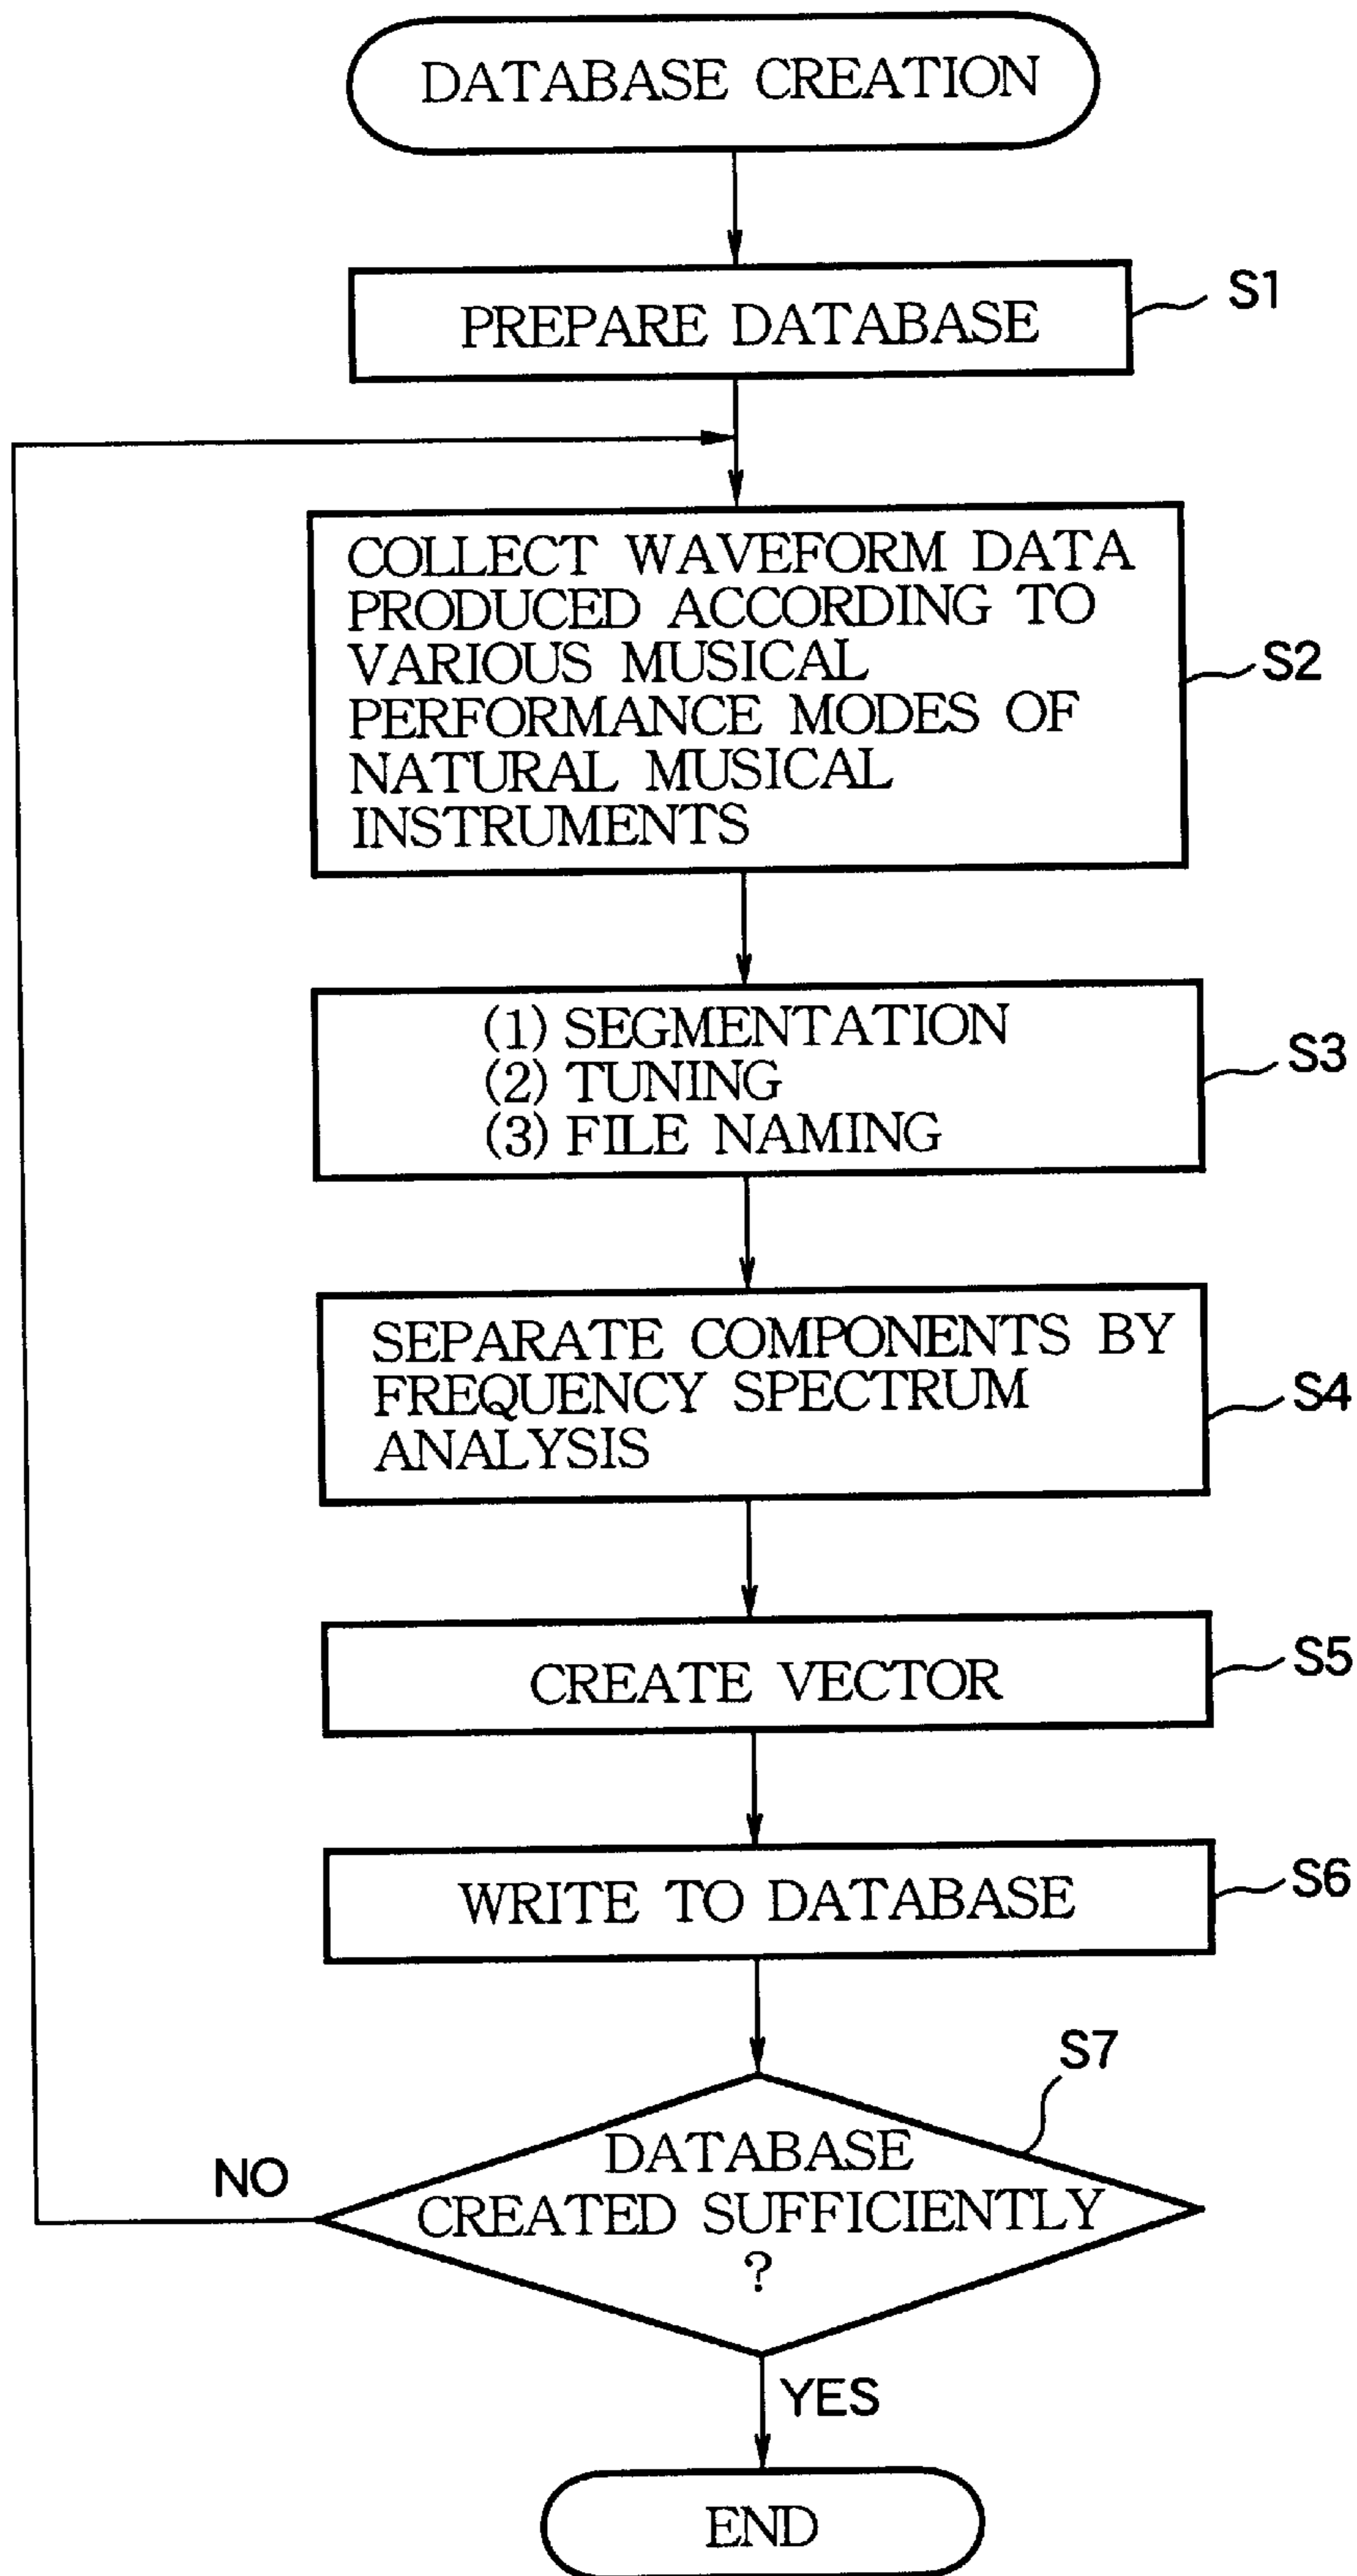 DATABASE CREATION
PREPARE DATABASE
S1
COLLECT WAVEFORM DATA
PRODUCED ACCORDING TO
VARIOUS MUSICAL
PERFORMANCE MODES OF
NATURAL MUSICAL
INSTRUMENTS
S2
(1) SEGMENTATION
(2) TUNING
(3) FILE NAMING
S3
SEPARATE COMPONENTS BY
FREQUENCY SPECTRUM
ANALYSIS
S4
CREATE VECTOR
S5
WRITE TO DATABASE
S6
S7
DATABASE
CREATED SUFFICIENTLY
?
NO
YES
END